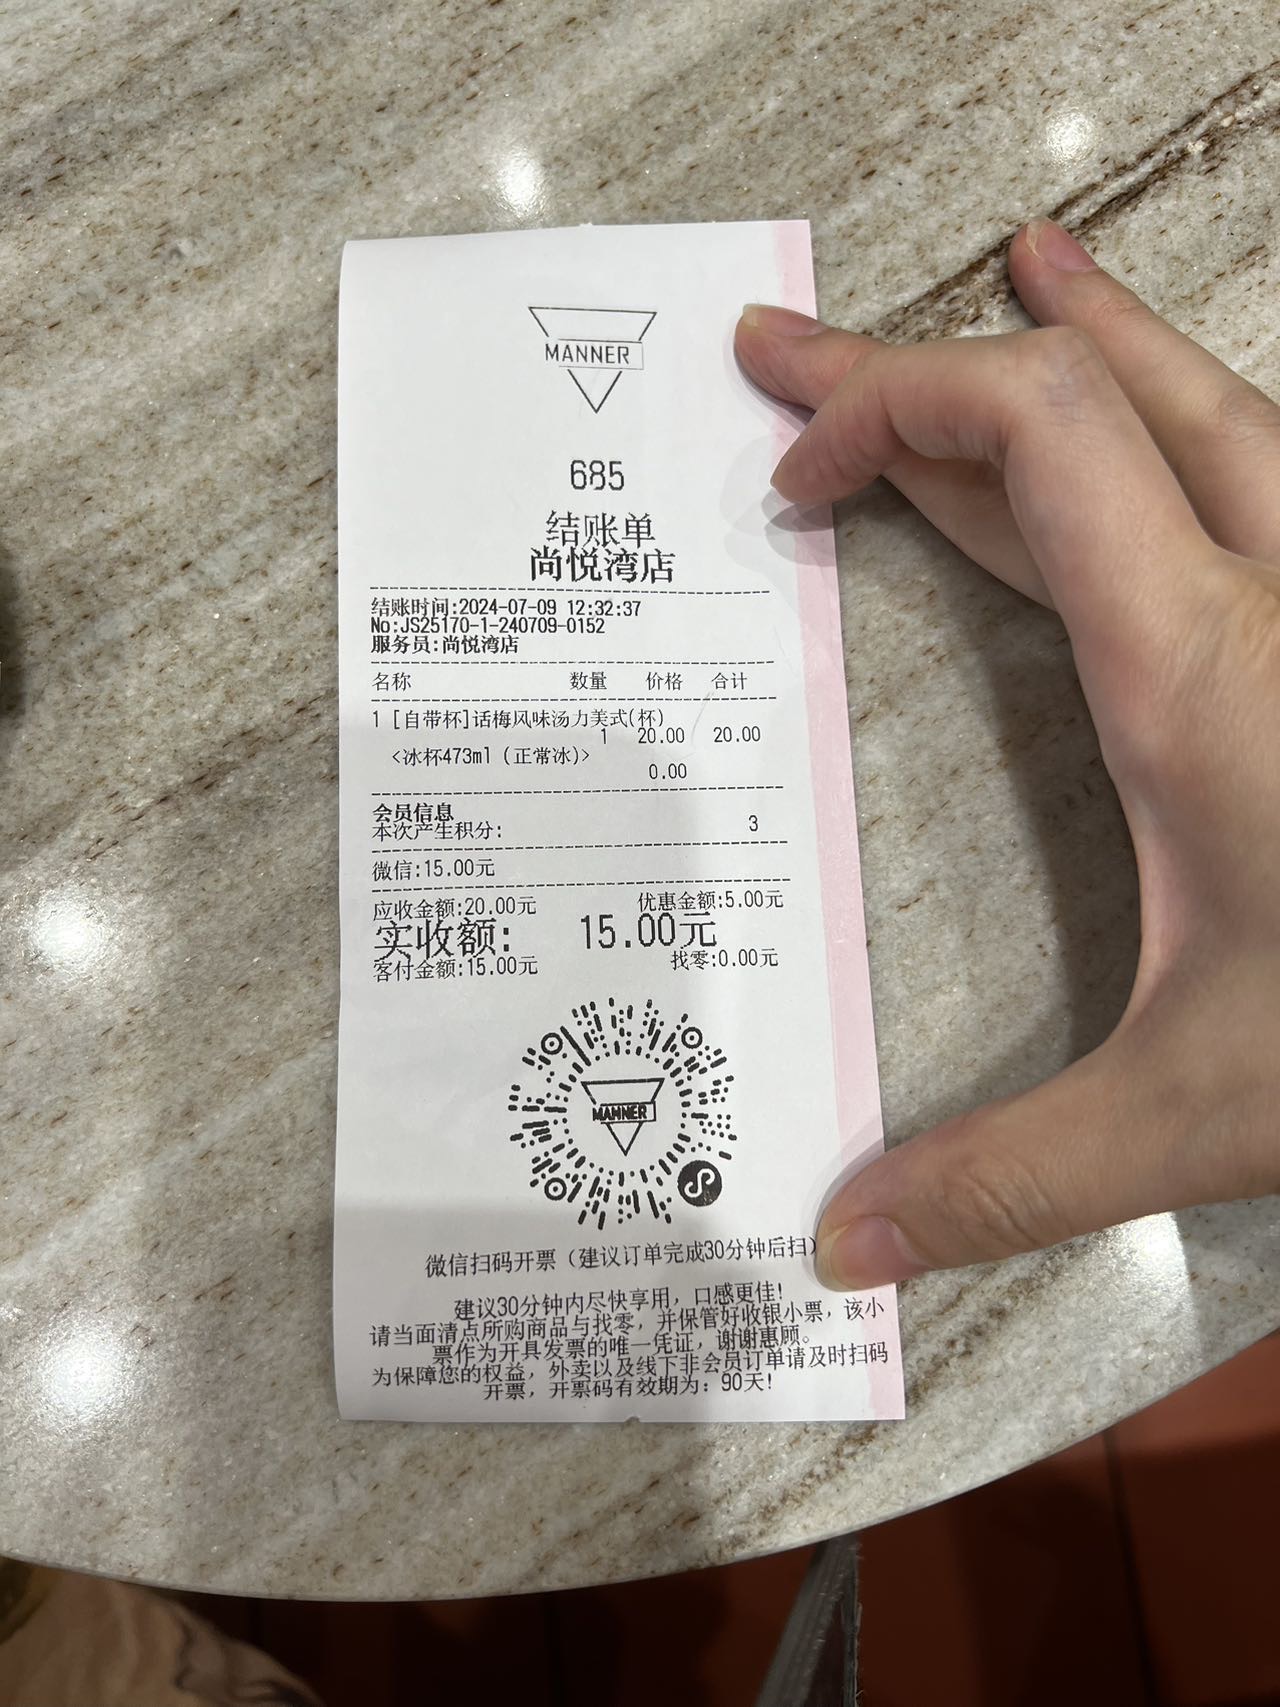 MANNER
685
结账单
尚悦湾店
结账时间:2024-07-09 12:32:37
No:JS25170-1-240709-0152
服务员:尚悦湾店
名称 数量 价格 合计
1 [自带杯]话梅风味汤力美式(杯)
1 20.00 20.00
<冰杯473ml (正常冰)>
0.00
会员信息
本次产生积分: 3
微信:15.00元
应收金额:20.00元 优惠金额:5.00元
实收额: 15.00元
客付金额:15.00元 找零:0.00元
MANNER
微信扫码开票（建议订单完成30分钟后扫）
建议30分钟内尽快享用，口感更佳!
请当面清点所购商品与找零，并保管好收银小票，该小
票作为开具发票的唯一凭证，谢谢惠顾。
为保障您的权益，外卖以及线下非会员订单请及时扫码
开票，开票码有效期为：90天!